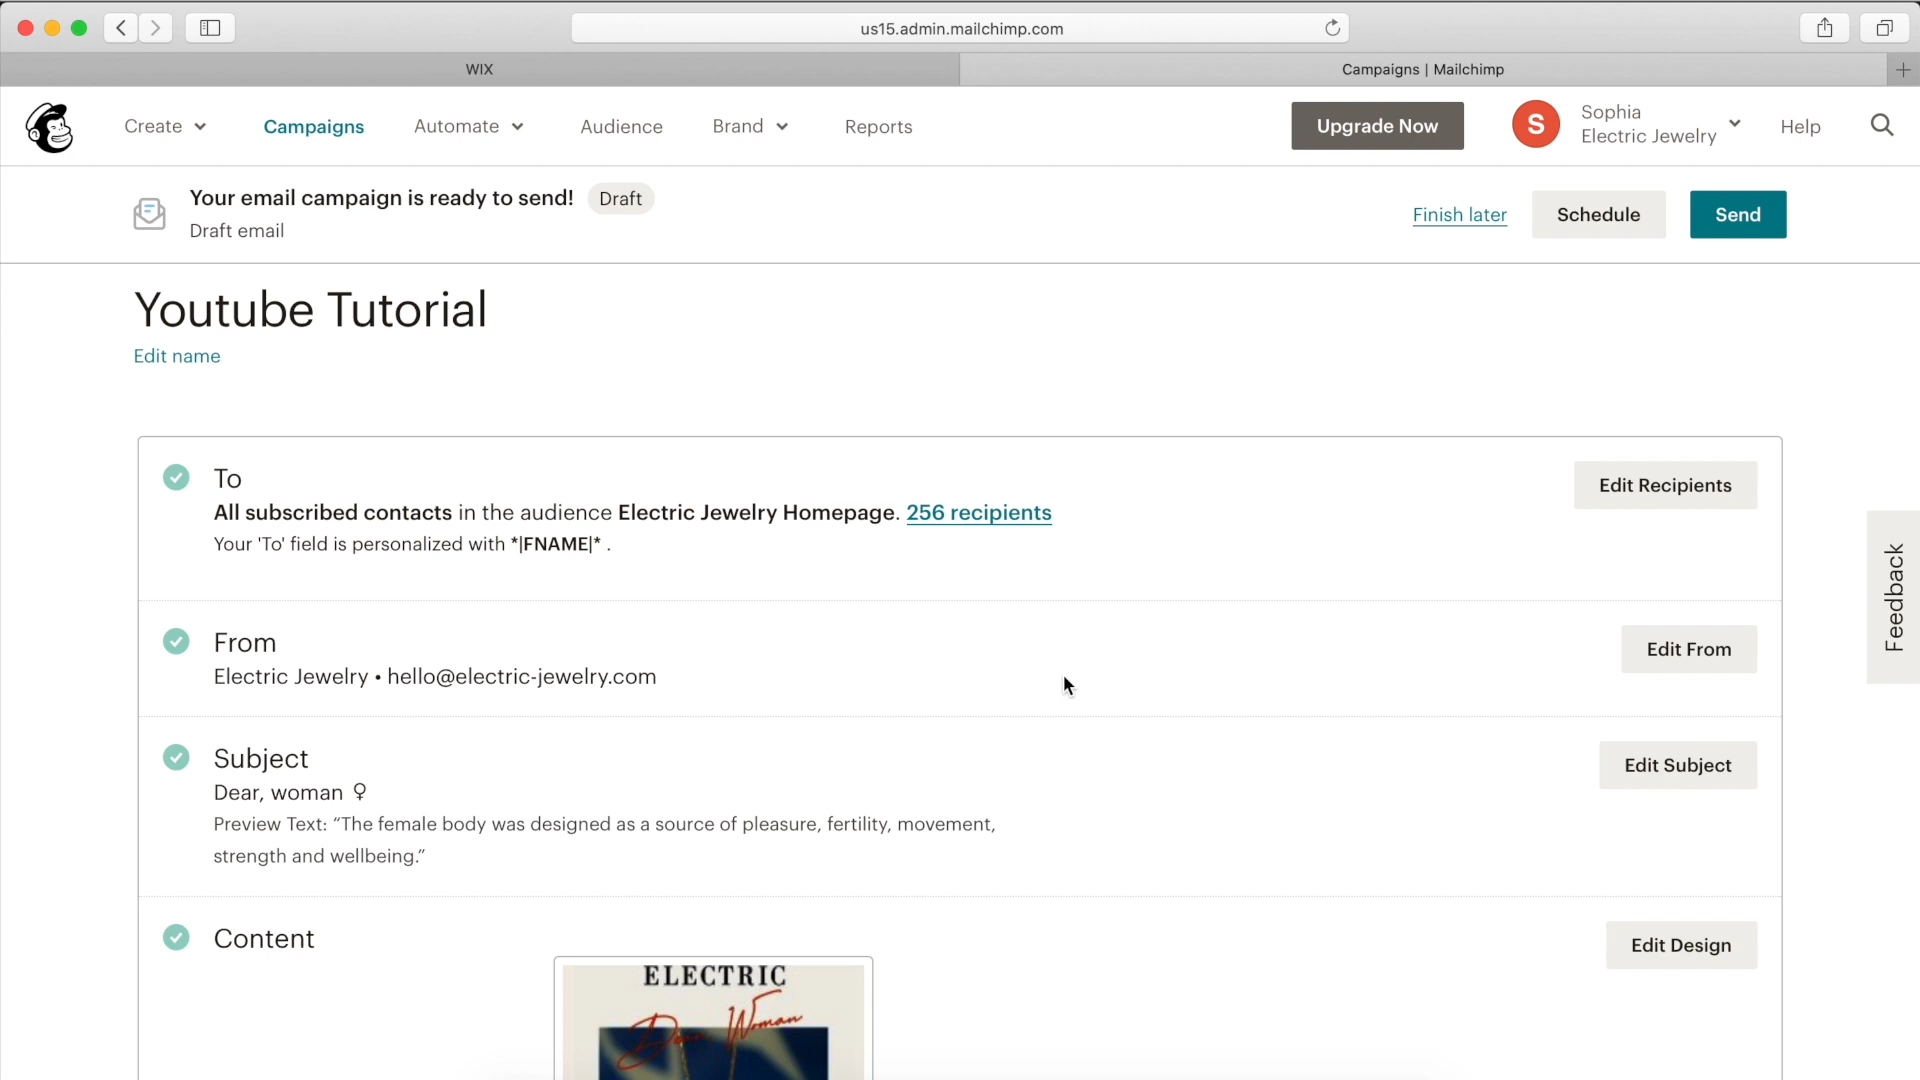 us15.admin.mailchimp.com
WIX
Campaigns | Mailchimp
Create
Campaigns
Automate
Audience
Brand
Reports
Upgrade Now
S
Sophia
Electric Jewelry
Help
Your email campaign is ready to send!
Draft
Draft email
Finish later
Schedule
Send
Youtube Tutorial
Edit name
To
All subscribed contacts in the audience Electric Jewelry Homepage. 256 recipients
Your 'To' field is personalized with *|FNAME|* .
Edit Recipients
Feedback
From
Electric Jewelry • hello@electric-jewelry.com
Edit From
Subject
Dear, woman ♀
Preview Text: “The female body was designed as a source of pleasure, fertility, movement,
strength and wellbeing.”
Edit Subject
Content
Edit Design
ELECTRIC
Dear Woman